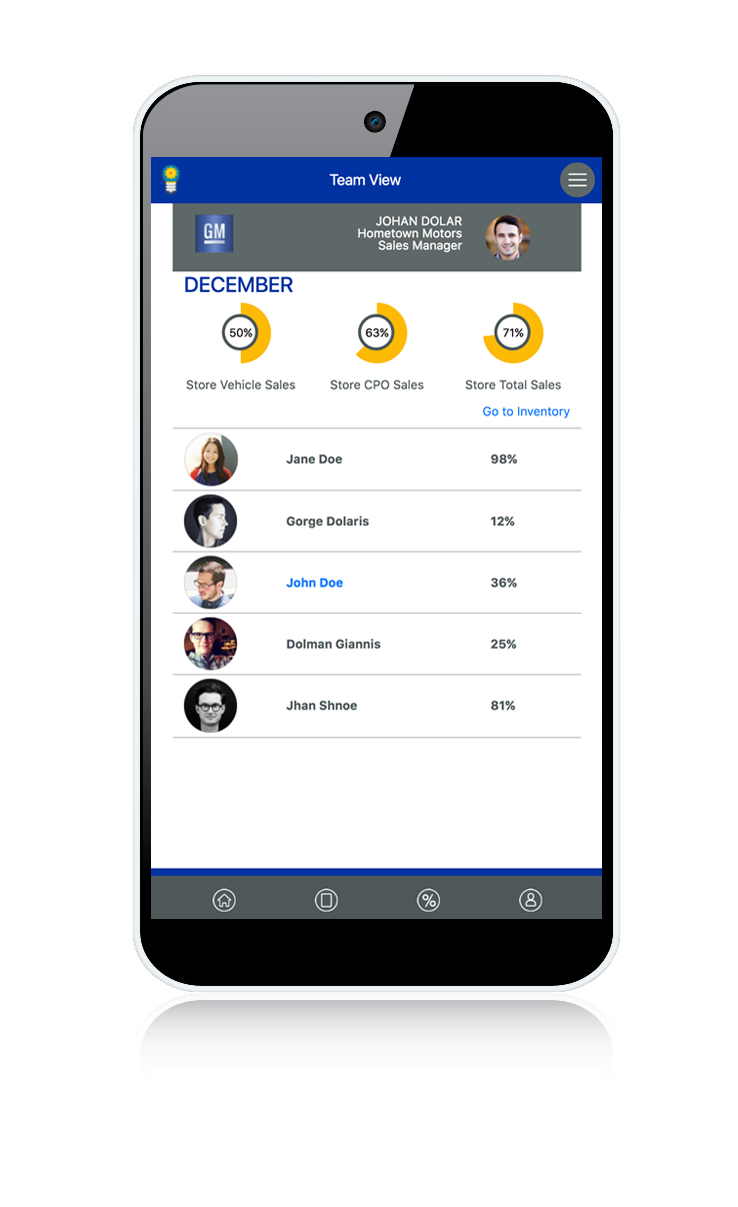 Team View
GM
JOHAN DOLAR
Hometown Motors
Sales Manager
DECEMBER
50%
63%
71%
Store Vehicle Sales
Store CPO Sales
Store Total Sales
Go to Inventory
Jane Doe
98%
Gorge Dolaris
12%
John Doe
36%
Dolman Giannis
25%
Jhan Shnoe
81%
%